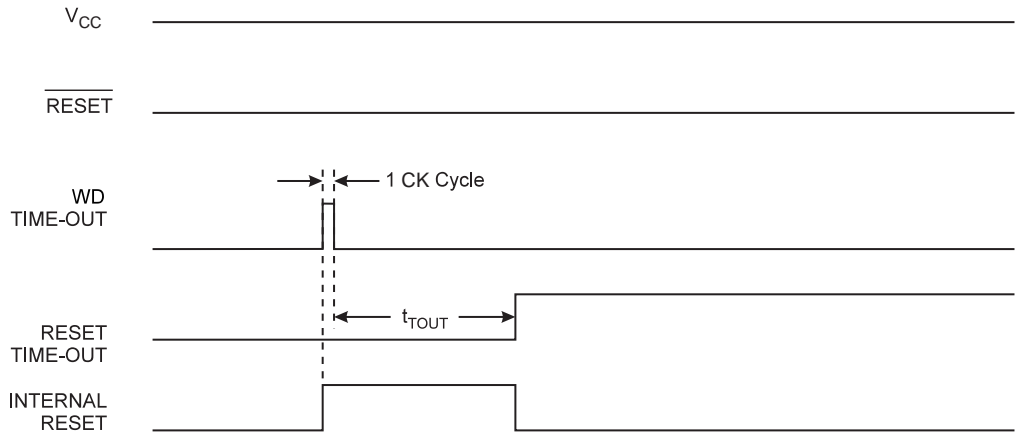 VCC
RESET
1 CK Cycle
WD
TIME-OUT
tTOUT
RESET
TIME-OUT
INTERNAL
RESET